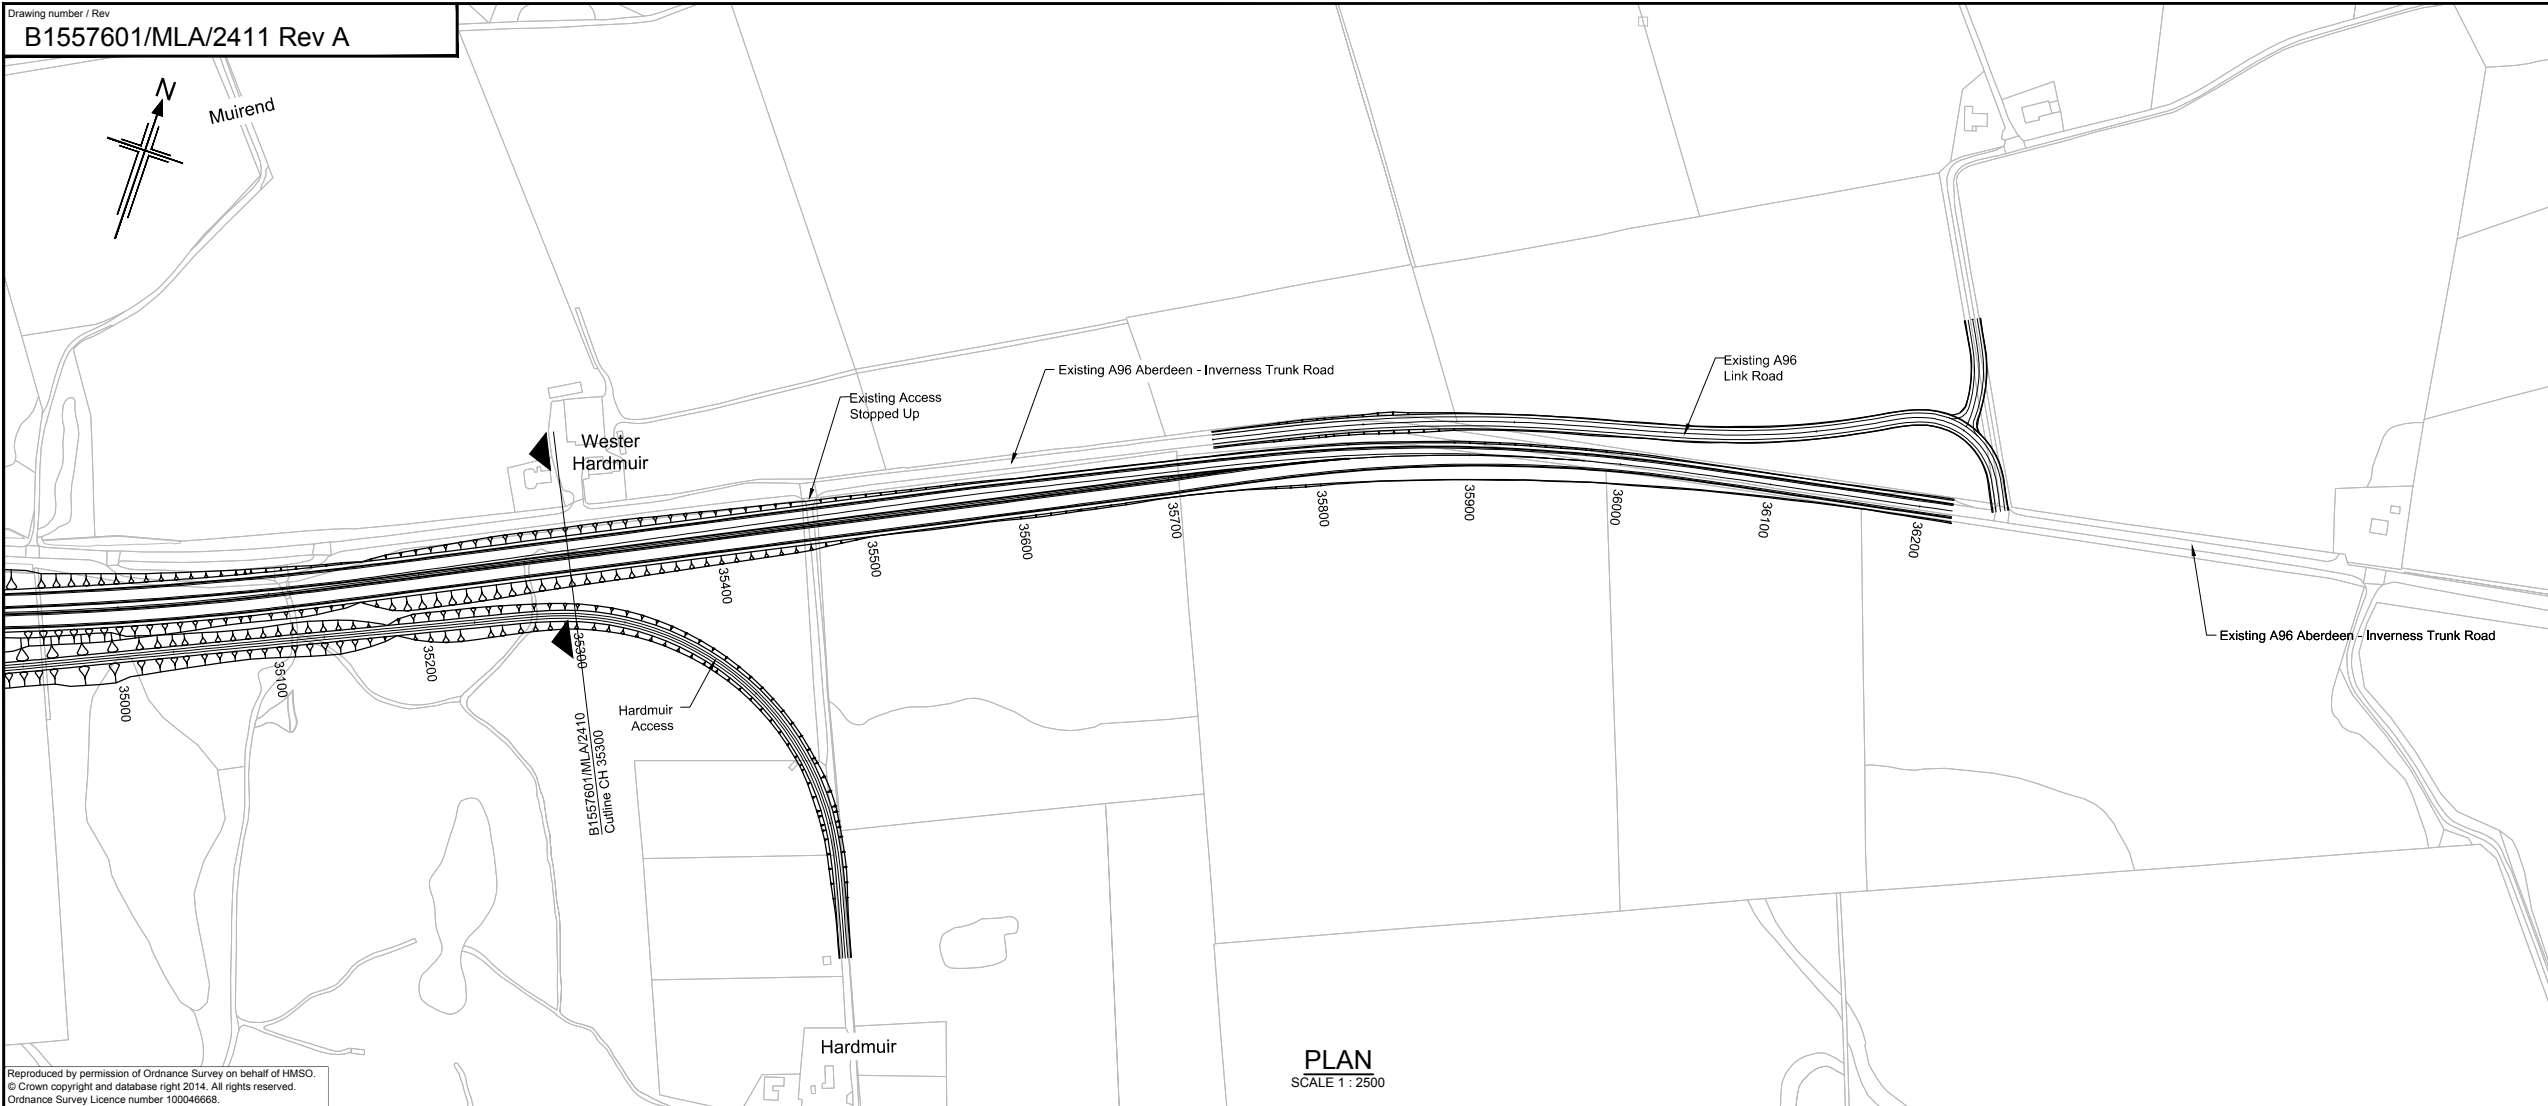 Drawing number / Rev
B1557601/MLA/2411 Rev A
N
Muirend
Existing A96 Aberdeen - Inverness Trunk Road
Existing A96
Link Road
Existing Access
Stopped Up
Wester
Hardmuir
35000
35100
35200
35300
35400
35500
35600
35700
35800
35900
36000
36100
36200
Existing A96 Aberdeen - Inverness Trunk Road
Hardmuir
Access
B1557601/MLA/2410
Cutline CH 35300
Hardmuir
PLAN
SCALE 1 : 2500
Reproduced by permission of Ordnance Survey on behalf of HMSO.
© Crown copyright and database right 2014. All rights reserved.
Ordnance Survey Licence number 100046668.